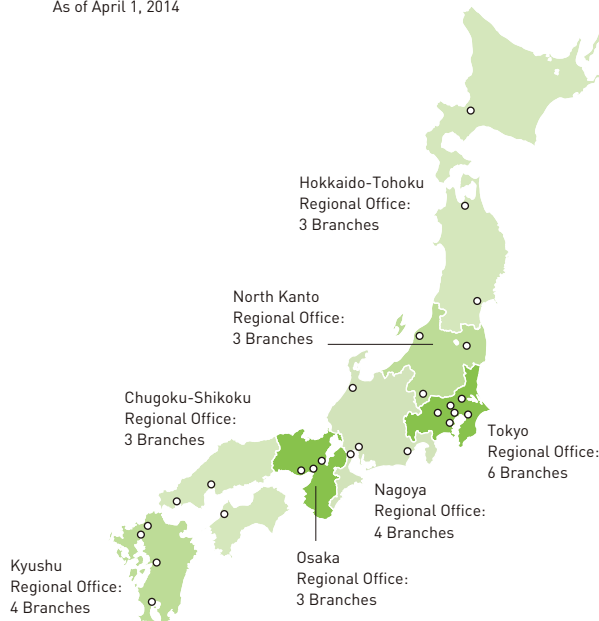 As of April 1, 2014
Hokkaido-Tohoku
Regional Office:
3 Branches
North Kanto
Regional Office:
3 Branches
Chugoku-Shikoku
Regional Office:
3 Branches
Tokyo
Regional Office:
6 Branches
Nagoya
Regional Office:
4 Branches
Osaka
Regional Office:
3 Branches
Kyushu
Regional Office:
4 Branches